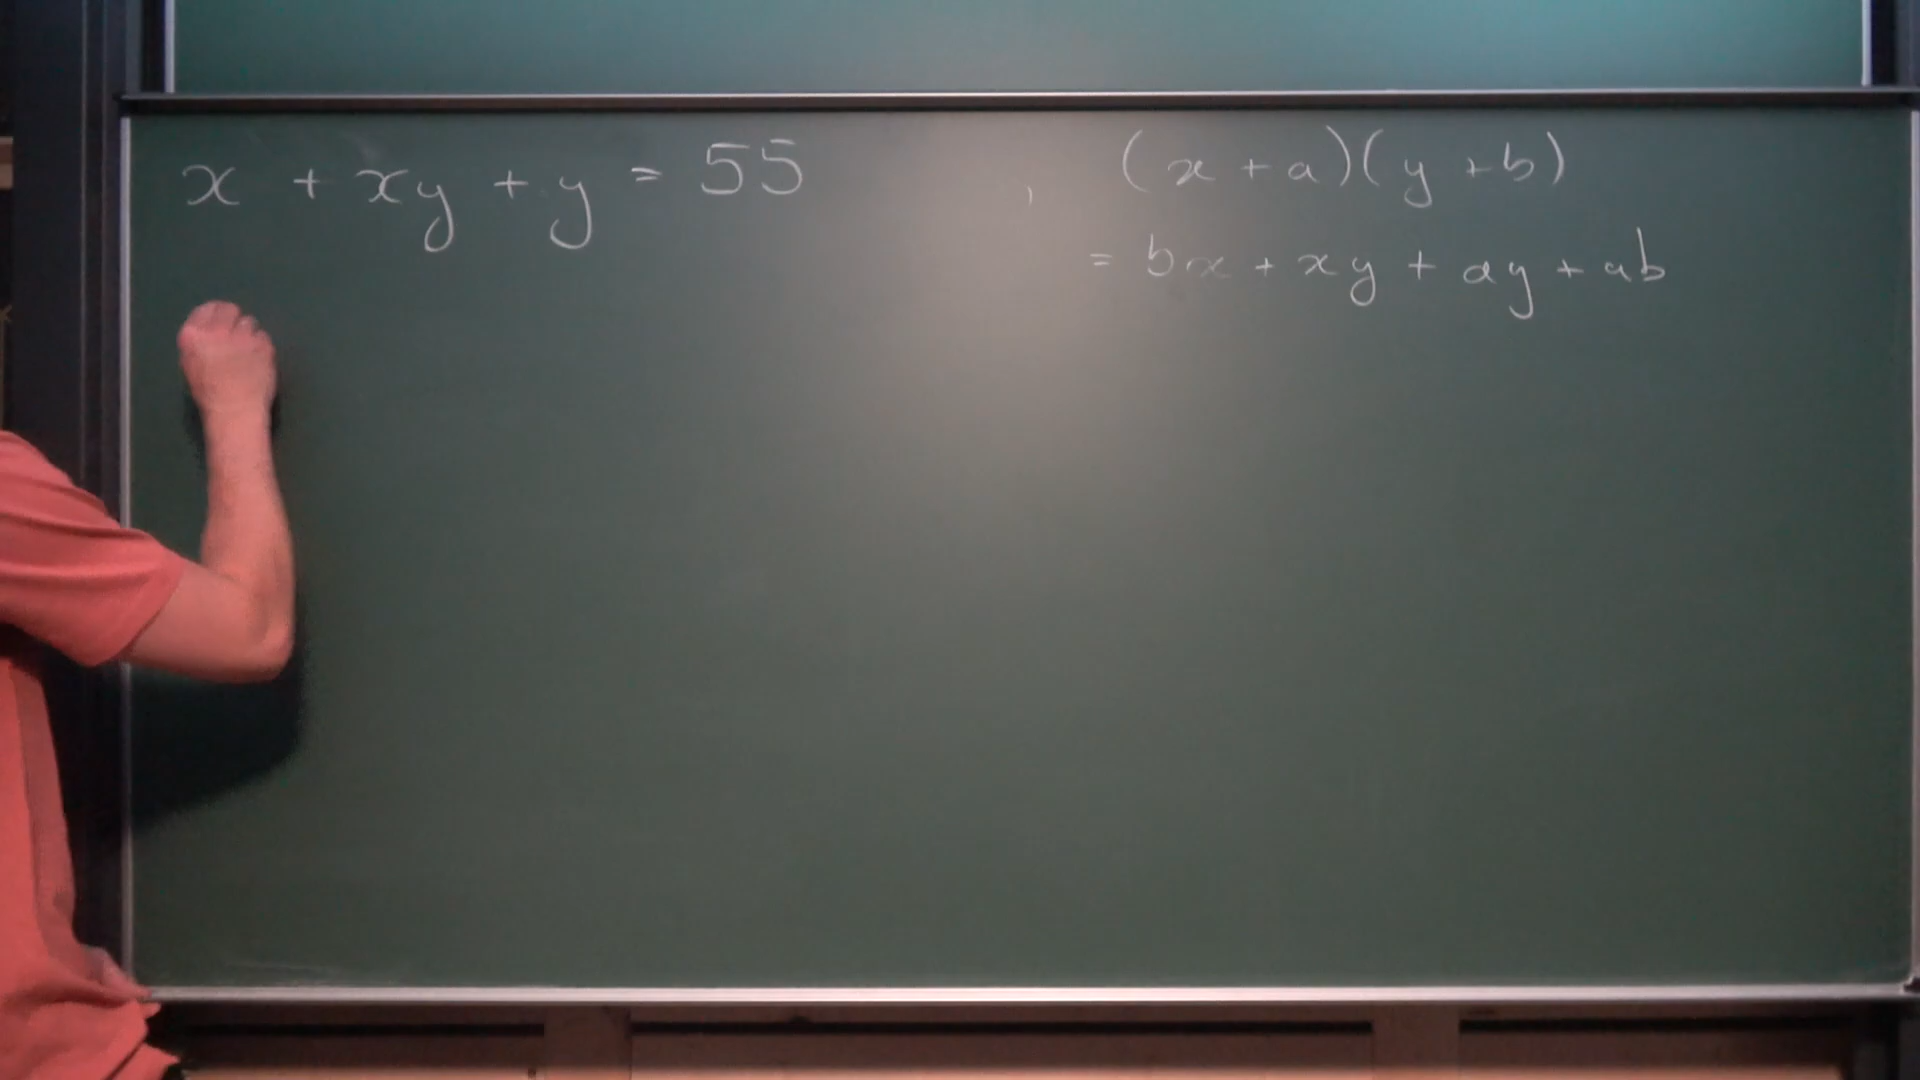 x + xy + y = 55
, (x + a)(y + b)
= bx + xy + ay + ab